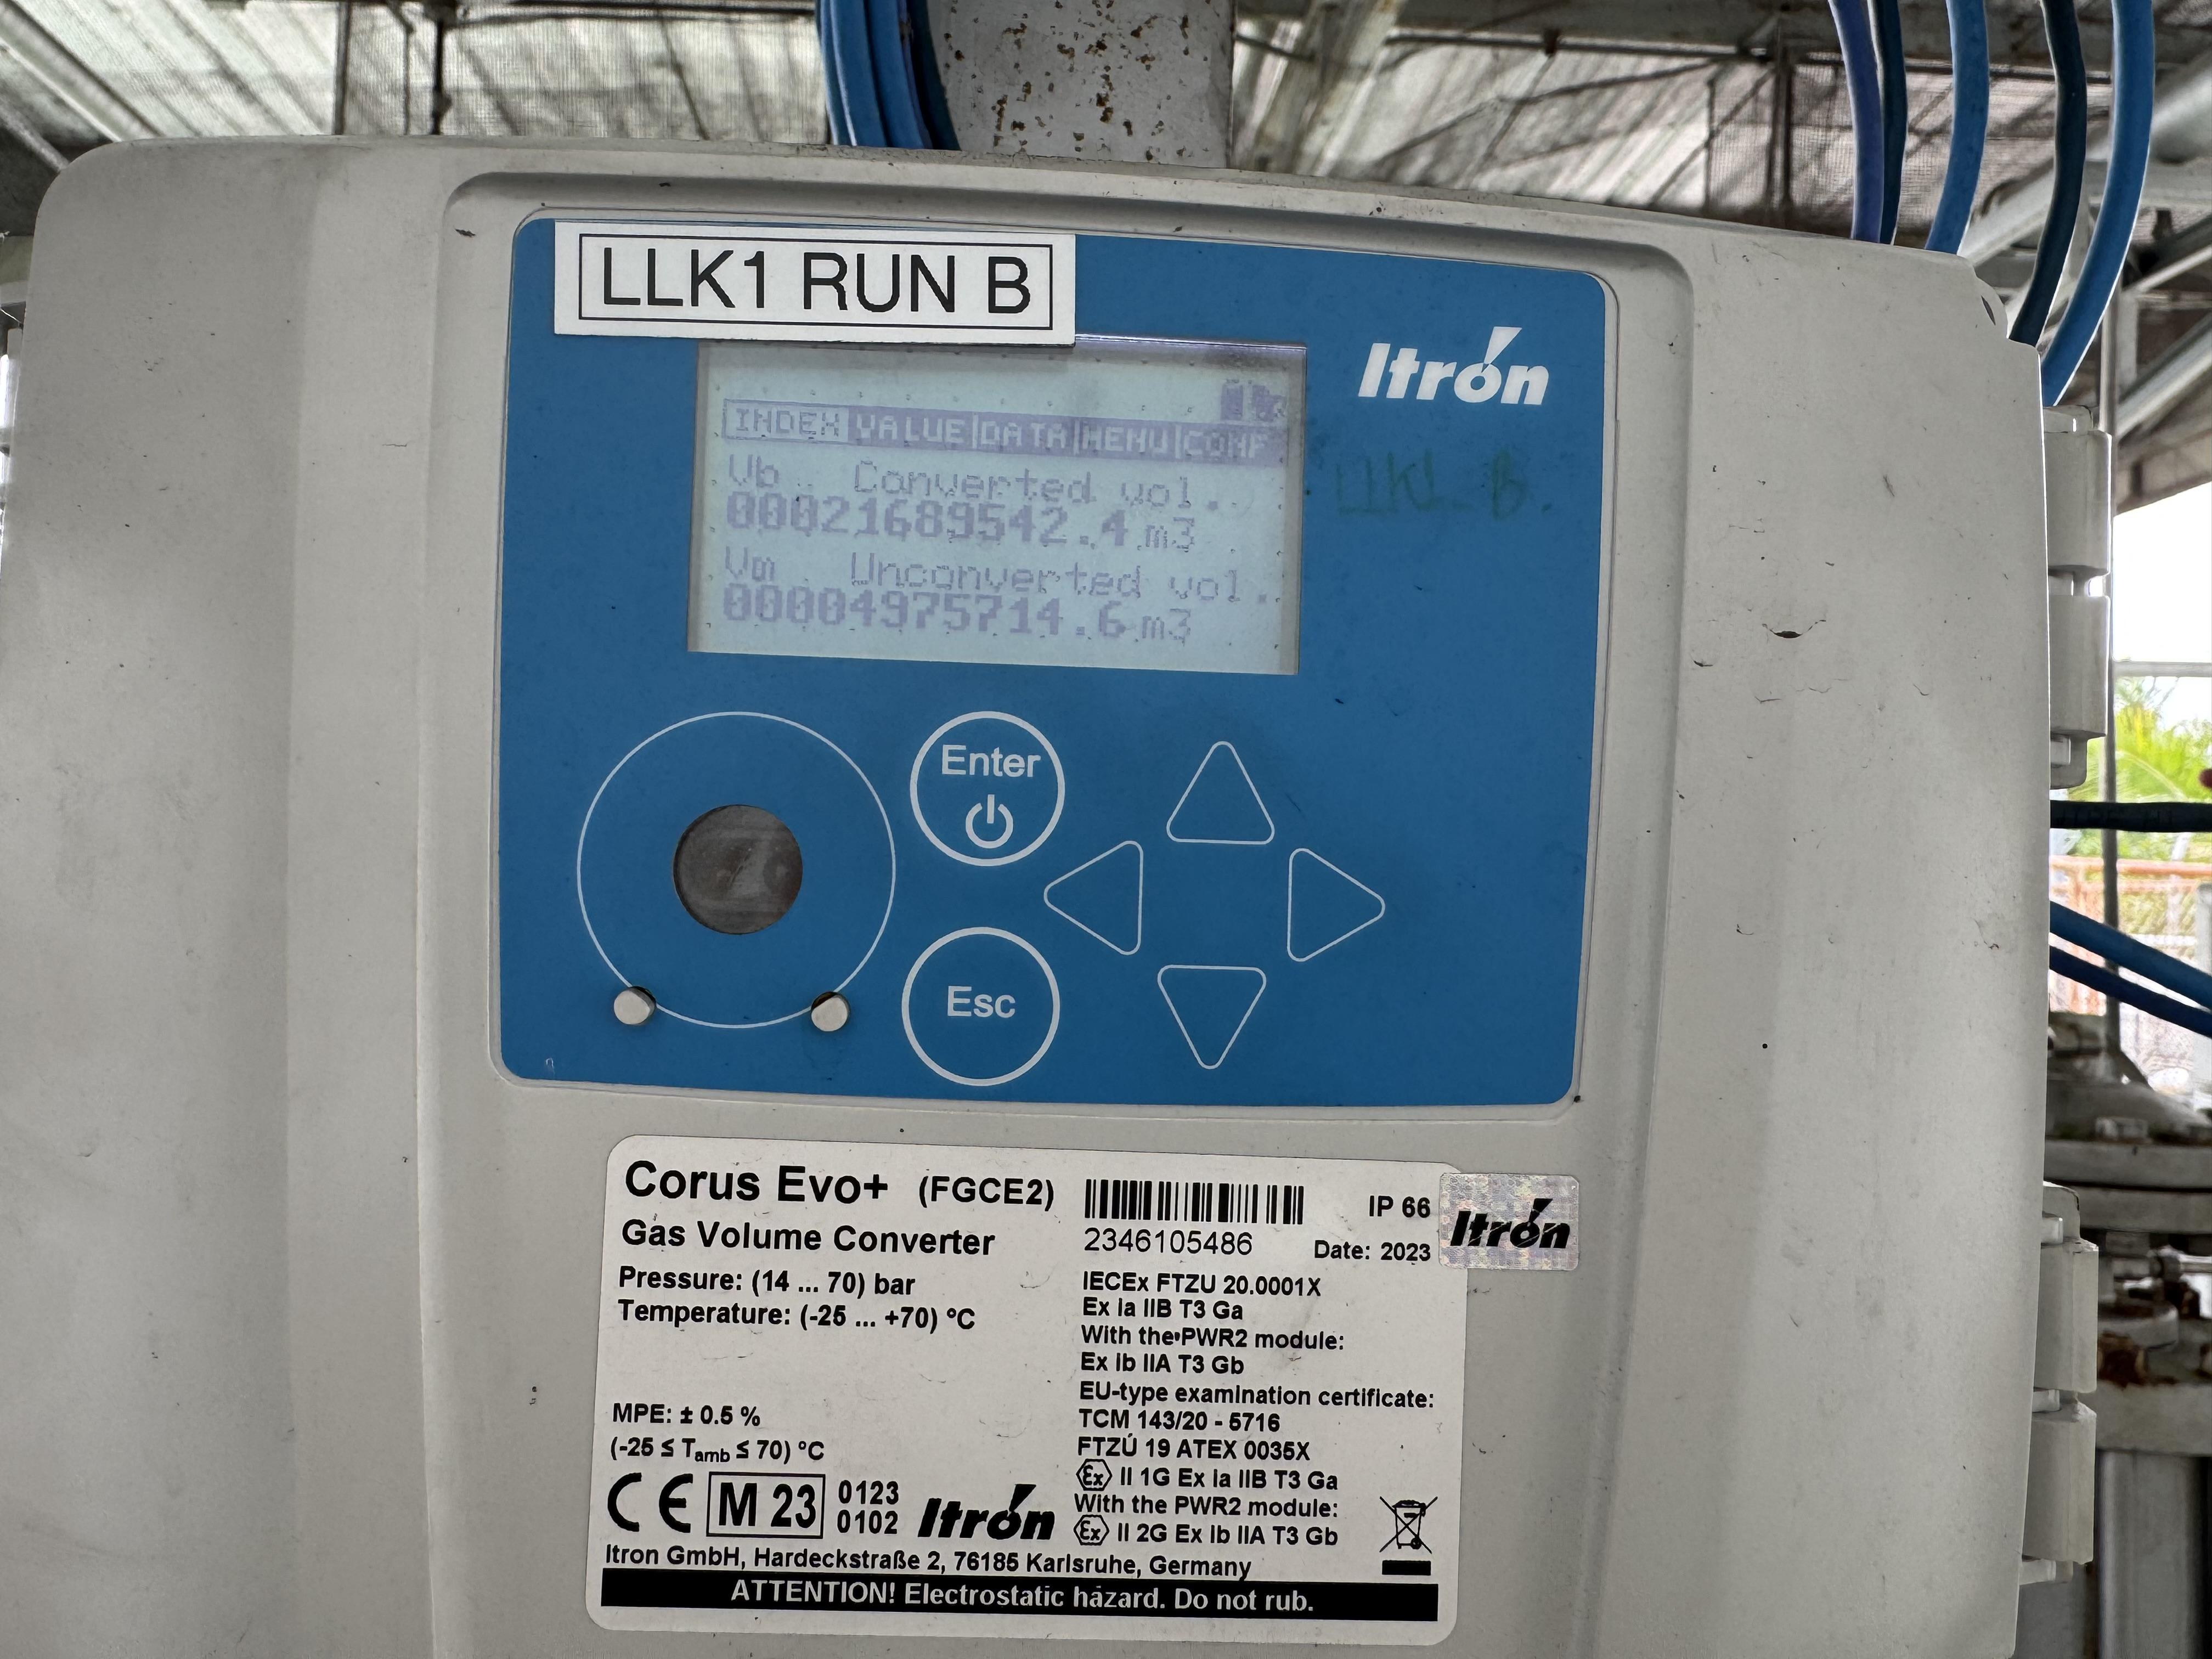 LLK1 RUN B
Itrón
INDEX VALUE|DATA|MENU|CONF
Vb Converted vol.
00021689542.4 m3
Vm Unconverted vol.
00004975714.6 m3
LLK1-B.
Enter
Esc
Corus Evo+ (FGCE2)
2346105486
IP 66
Itrón
Gas Volume Converter
Date: 2023
Pressure: (14 ... 70) bar
Temperature: (-25 ... +70) °C
IECEx FTZU 20.0001X
Ex ia IIB T3 Ga
With the PWR2 module:
Ex ib IIA T3 Gb
EU-type examination certificate:
TCM 143/20 - 5716
FTZÚ 19 ATEX 0035X
Ex II 1G Ex ia IIB T3 Ga
With the PWR2 module:
Ex II 2G Ex ib IIA T3 Gb
MPE: ± 0.5 %
(-25 ≤ Tamb ≤ 70) °C
CE M 23 0123
0102
Itrón
Itron GmbH, Hardeckstraße 2, 76185 Karlsruhe, Germany
ATTENTION! Electrostatic hazard. Do not rub.